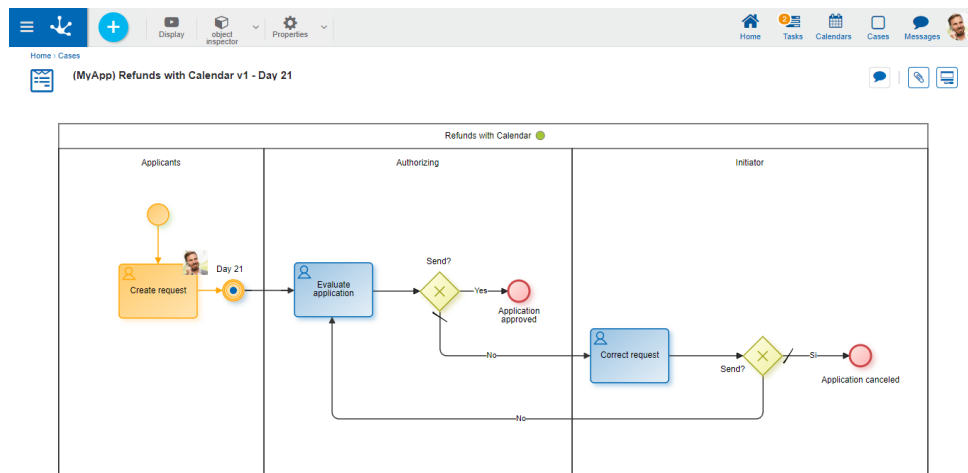 Display
object
inspector
Properties
2
Home
Tasks
Calendars
Cases
Messages
Home › Cases
(MyApp) Refunds with Calendar v1 - Day 21
Refunds with Calendar
Applicants
Authorizing
Initiator
Create request
Day 21
Evaluate
application
Send?
Yes
Application
approved
No
Correct request
Send?
Si
Application canceled
No